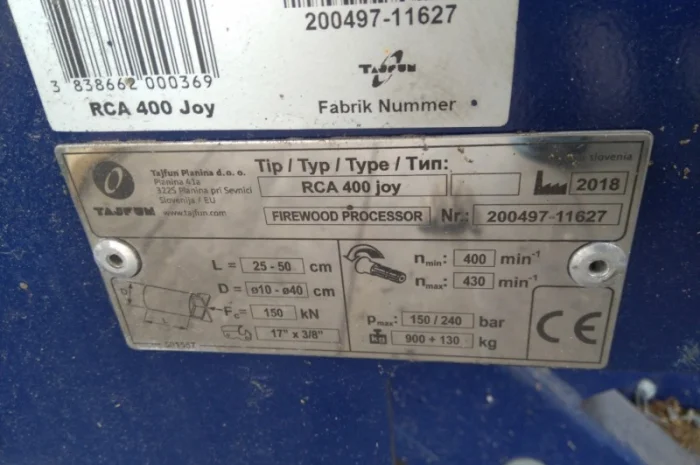 200497-11627
3 838662 000369
TAJFUN
RCA 400 Joy
Fabrik Nummer
Tajfun Planina d.o.o.
Planina 41a
3225 Planina pri Sevnici
Slovenija / EU
www.tajfun.com
TAJFUN
Tip / Typ / Type / Тип:
slovenia
RCA 400 joy
2018
FIREWOOD PROCESSOR
Nr.: 200497-11627
L = 25 - 50 cm
D = ø10 - ø40 cm
Fc= 150 kN
17" x 3/8"
D
L
nmin: 400 min⁻¹
nmax: 430 min⁻¹
Pmax: 150 / 240 bar
kg 900 + 130 kg
CE